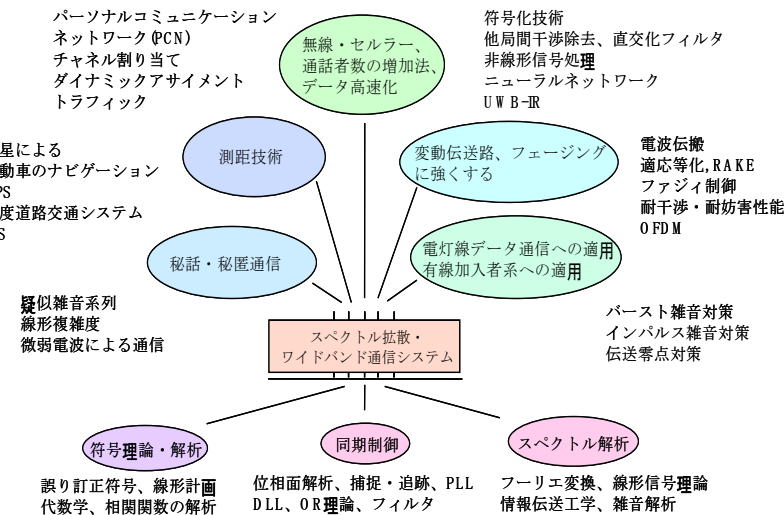 パーソナルコミュニケーション
ネットワーク(PCN)
チャネル割り当て
ダイナミックアサイメント
トラフィック
無線・セルラー、
通話者数の増加法、
データ高速化
符号化技術
他局間干渉除去、直交化フィルタ
非線形信号処理
ニューラルネットワーク
UWB-IR
星による
動車のナビゲーション
PS
度道路交通システム
S
測距技術
変動伝送路、フェージング
に強くする
電波伝搬
適応等化,RAKE
ファジィ制御
耐干渉・耐妨害性能
OFDM
秘話・秘匿通信
電灯線データ通信への適用
有線加入者系への適用
疑似雑音系列
線形複雑度
微弱電波による通信
バースト雑音対策
インパルス雑音対策
伝送零点対策
スペクトル拡散・
ワイドバンド通信システム
符号理論・解析
同期制御
スペクトル解析
誤り訂正符号、線形計画
代数学、相関関数の解析
位相面解析、捕捉・追跡、PLL
DLL、OR理論、フィルタ
フーリエ変換、線形信号理論
情報伝送工学、雑音解析